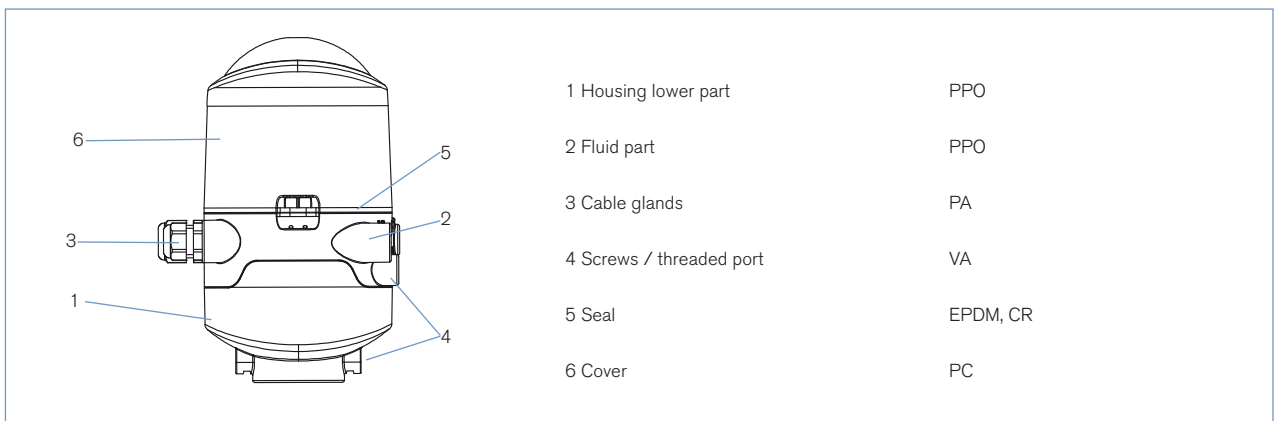 6
5
2
3
1
4
1 Housing lower part PPO
2 Fluid part PPO
3 Cable glands PA
4 Screws / threaded port VA
5 Seal EPDM, CR
6 Cover PC